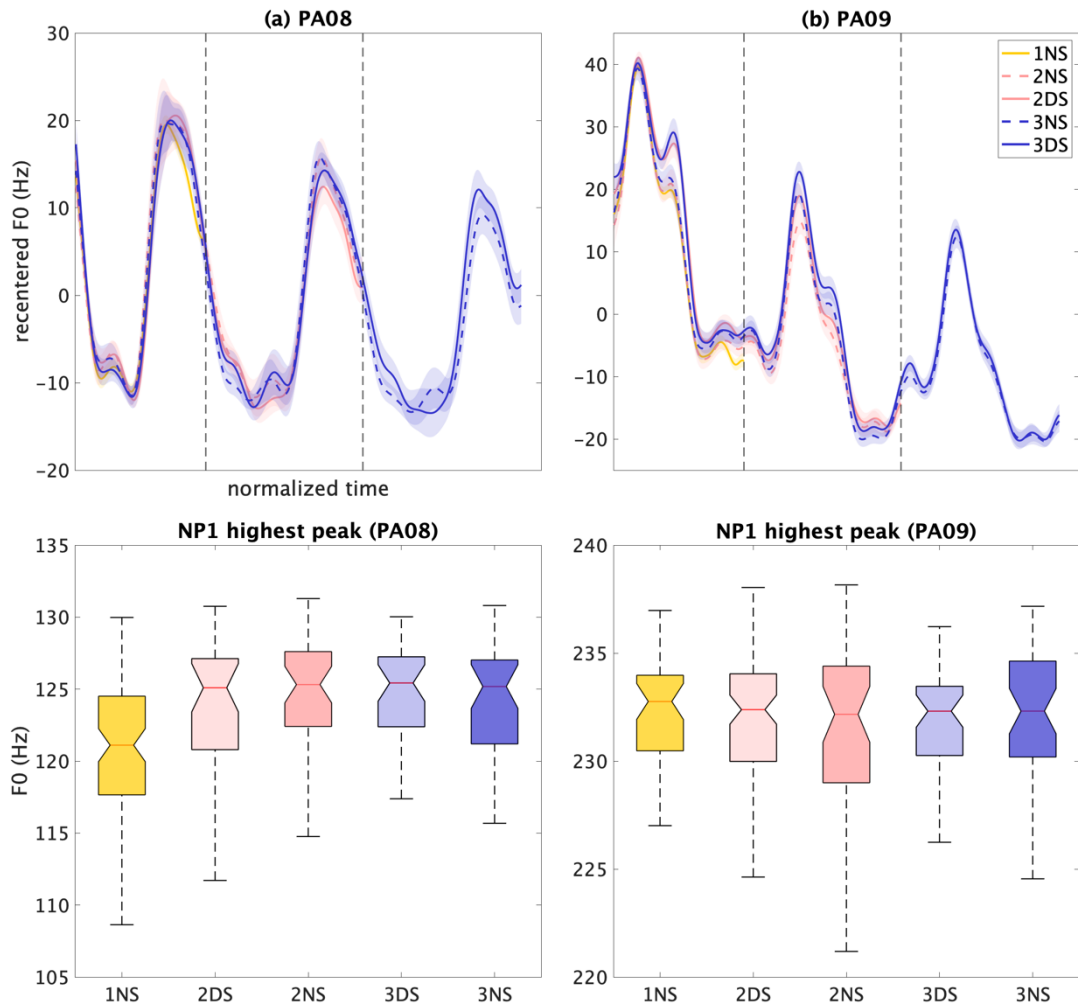 (a) PA08
30
20
10
0
−10
−20
recentered F0 (Hz)
normalized time
(b) PA09
40
30
20
10
0
−10
−20
1NS
2NS
2DS
3NS
3DS
NP1 highest peak (PA08)
135
130
125
120
115
110
105
F0 (Hz)
1NS 2DS 2NS 3DS 3NS
NP1 highest peak (PA09)
240
235
230
225
220
1NS 2DS 2NS 3DS 3NS